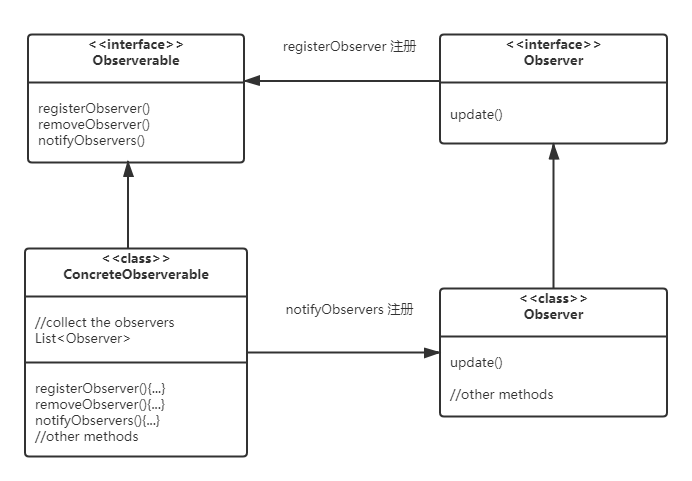 <<interface>>
Observerable
registerObserver()
removeObserver()
notifyObservers()
registerObserver 注册
<<interface>>
Observer
update()
<<class>>
ConcreteObserverable
//collect the observers
List<Observer>
registerObserver(){...}
removeObserver(){...}
notifyObservers(){...}
//other methods
notifyObservers 注册
<<class>>
Observer
update()
//other methods